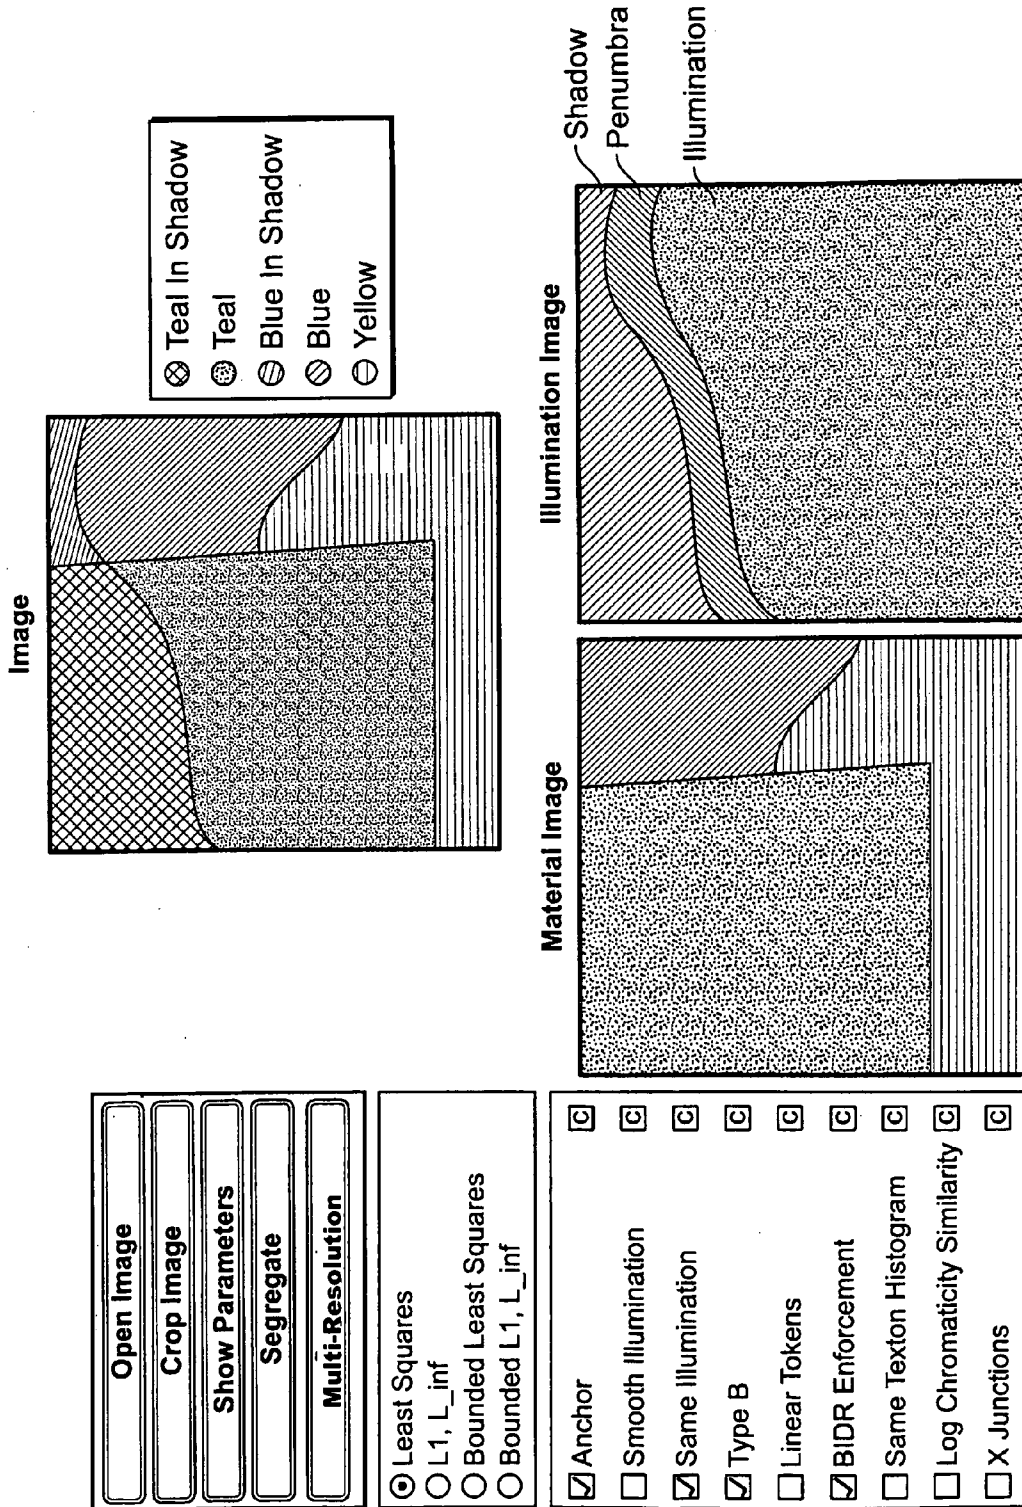 Open Image
Crop Image
Show Parameters
Segregate
Multi-Resolution
Least Squares
L1, L_inf
Bounded Least Squares
Bounded L1, L_inf
Anchor C
Smooth Illumination C
Same Illumination C
Type B C
Linear Tokens C
BIDR Enforcement C
Same Texton Histogram C
Log Chromaticity Similarity C
X Junctions C
Image
Teal In Shadow
Teal
Blue In Shadow
Blue
Yellow
Material Image
Illumination Image
Shadow
Penumbra
Illumination